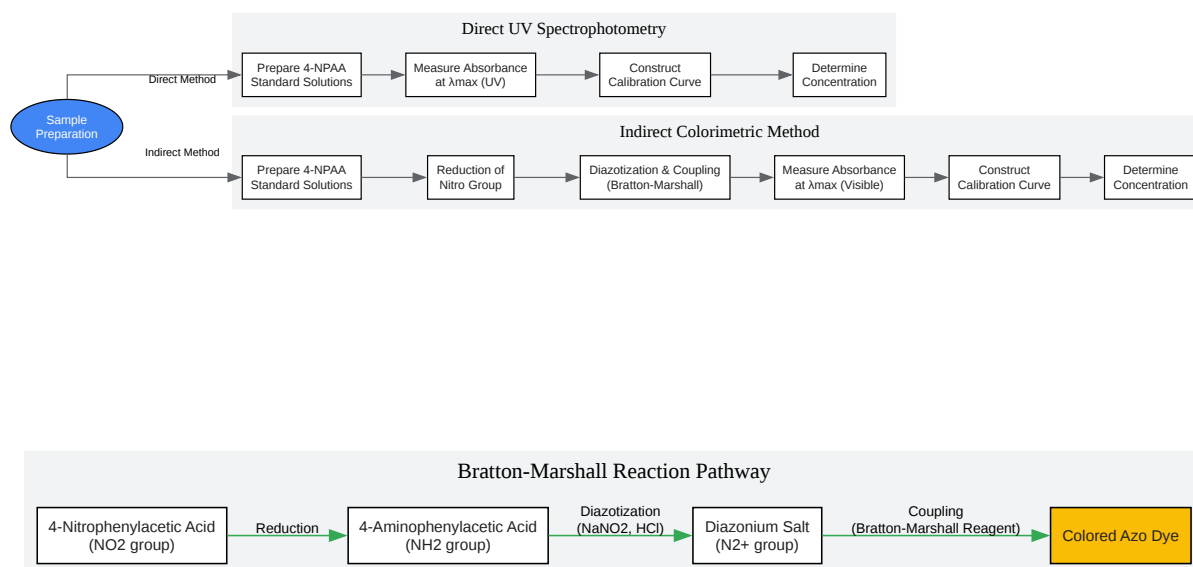 Direct UV Spectrophotometry
Prepare 4-NPAA
Standard Solutions
Measure Absorbance
at λmax (UV)
Construct
Calibration Curve
Determine
Concentration
Direct Method
Sample
Preparation
Indirect Method
Indirect Colorimetric Method
Prepare 4-NPAA
Standard Solutions
Reduction of
Nitro Group
Diazotization & Coupling
(Bratton-Marshall)
Measure Absorbance
at λmax (Visible)
Construct
Calibration Curve
Determine
Concentration
Bratton-Marshall Reaction Pathway
4-Nitrophenylacetic Acid
(NO2 group)
Reduction
4-Aminophenylacetic Acid
(NH2 group)
Diazotization
(NaNO2, HCl)
Diazonium Salt
(N2+ group)
Coupling
(Bratton-Marshall Reagent)
Colored Azo Dye